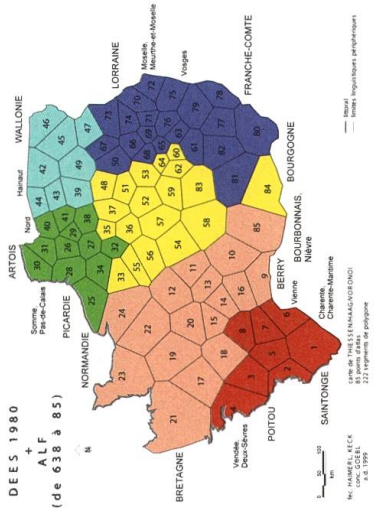 DEES 1980
+
ALF
(de 638 à 85)
N
ARTOIS
Somme,
Pas-de-Calais
PICARDIE
Nord
Hainaut
WALLONIE
LORRAINE
Moselle,
Meurthe-et-Moselle
Vosges
FRANCHE-COMTE
BOURGOGNE
BOURBONNAIS,
Nièvre
BERRY
Vienne
Charente,
Charente-Maritime
SAINTONGE
POITOU
Vendée,
Deux-Sèvres
BRETAGNE
NORMANDIE
30
31
40
41
29
26
28
27
38
34
25
32
44
42
43
39
45
46
49
47
48
37
35
36
33
55
56
51
52
53
54
57
58
59
60
62
64
83
84
50
67
73
74
70
72
66
69
71
68
65
63
75
76
61
79
78
77
82
80
81
24
23
22
21
20
19
18
17
16
15
14
13
12
11
10
9
85
8
7
6
5
3
4
2
1
0
50
100
km
fec. HAIMERL, KECK
conc. GOEBL
a.d. 1999
carte de THIESSEN/HAAG/VORONOI
85 points d'atlas
222 segments de polygone
littoral
limites linguistiques périphériques